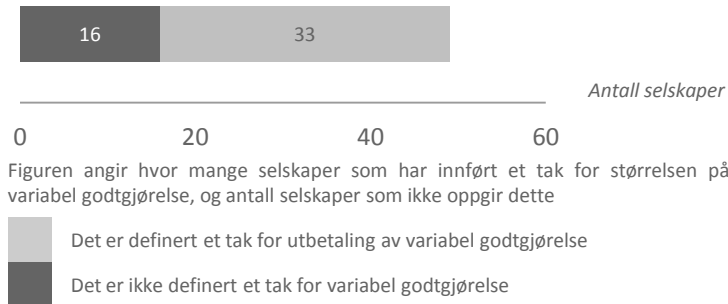 16 33
Antall selskaper
0 20 40 60
Figuren angir hvor mange selskaper som har innført et tak for størrelsen på
variabel godtgjørelse, og antall selskaper som ikke oppgir dette
Det er definert et tak for utbetaling av variabel godtgjørelse
Det er ikke definert et tak for variabel godtgjørelse